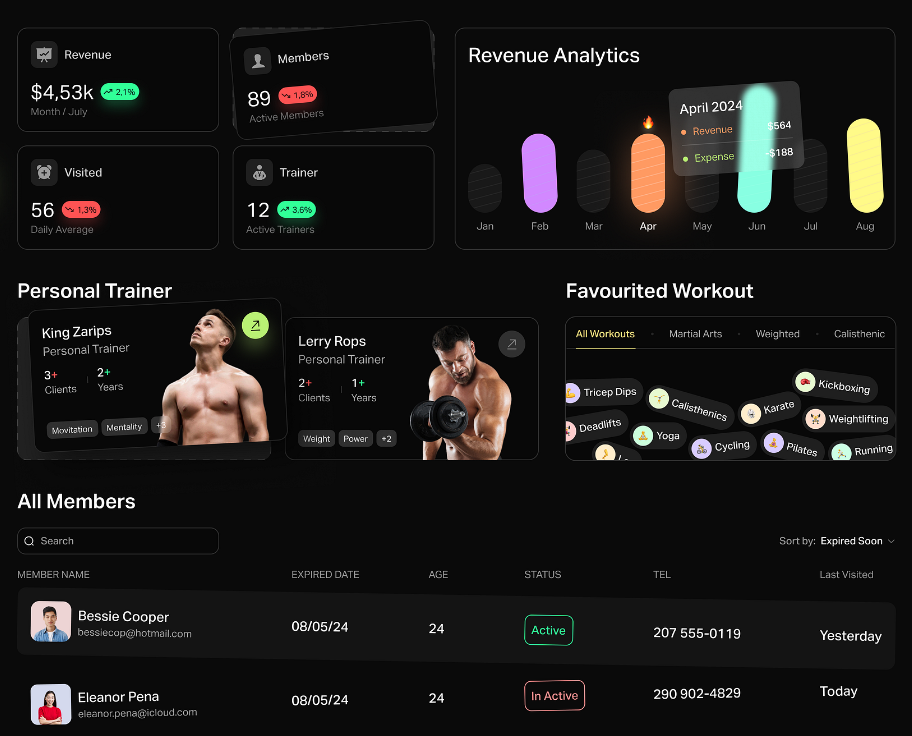 Revenue
$4,53k 2,1%
Month / July
Members
89 1,8%
Active Members
Visited
56 1,3%
Daily Average
Trainer
12 3,6%
Active Trainers
Revenue Analytics
April 2024
Revenue $564
Expense -$188
Jan Feb Mar Apr May Jun Jul Aug
Personal Trainer
King Zarips
Personal Trainer
3+ 2+
Clients Years
Movitation Mentality +3
Lerry Rops
Personal Trainer
2+ 1+
Clients Years
Weight Power +2
Favourited Workout
All Workouts Martial Arts Weighted Calisthenic
Tricep Dips Calisthenics Karate Kickboxing
Deadlifts Yoga Cycling Pilates Weightlifting
Running
All Members
Search
Sort by: Expired Soon
MEMBER NAME EXPIRED DATE AGE STATUS TEL Last Visited
Bessie Cooper
bessiecop@hotmail.com
08/05/24 24 Active 207 555-0119 Yesterday
Eleanor Pena
eleanor.pena@icloud.com
08/05/24 24 In Active 290 902-4829 Today